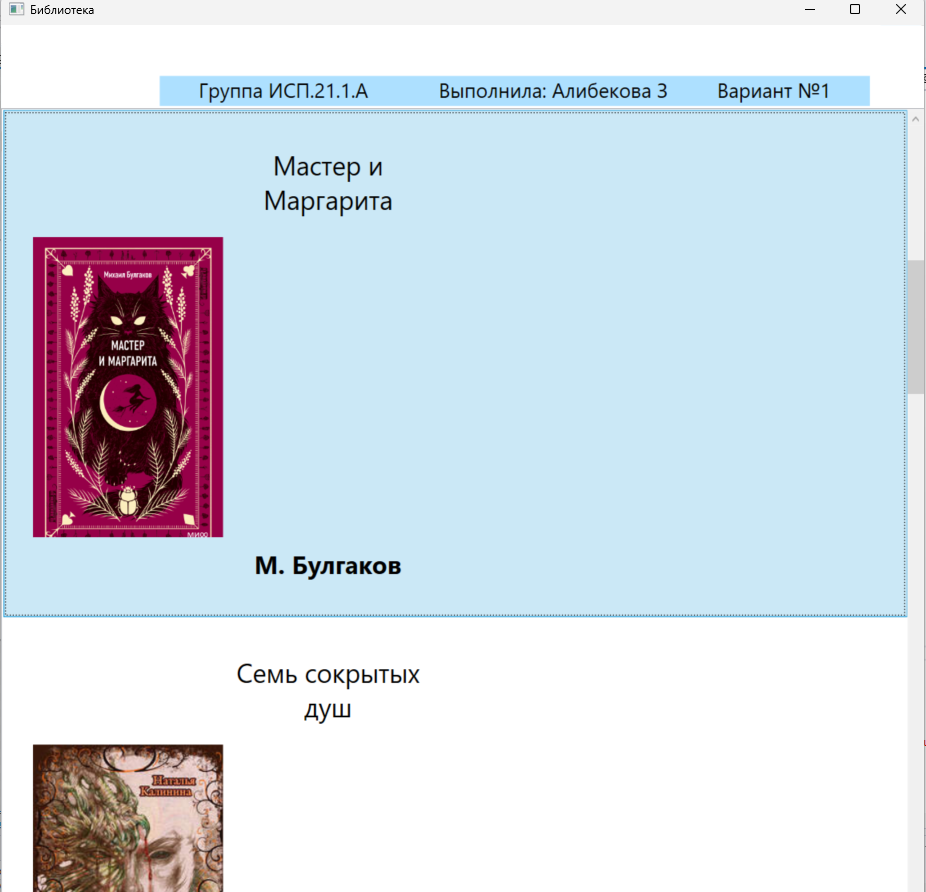 Библиотека
Группа ИСП.21.1.А Выполнила: Алибекова З Вариант №1
Мастер и
Маргарита
Михаил Булгаков
МАСТЕР
И МАРГАРИТА
МИФ
М. Булгаков
Семь сокрытых
душ
Наталья
Калинина